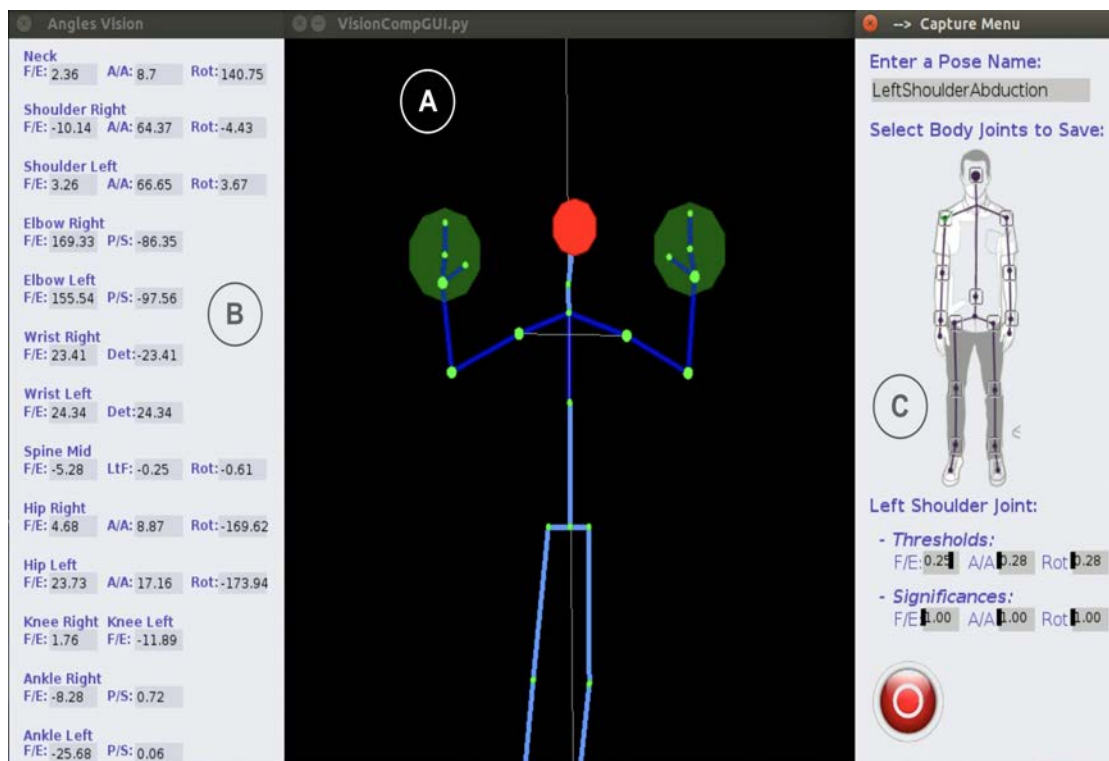 Angles Vision
Neck
F/E: 2.36 A/A: 8.7 Rot: 140.75
Shoulder Right
F/E: -10.14 A/A: 64.37 Rot: -4.43
Shoulder Left
F/E: 3.26 A/A: 66.65 Rot: 3.67
Elbow Right
F/E: 169.33 P/S: -86.35
Elbow Left
F/E: 155.54 P/S: -97.56
B
Wrist Right
F/E: 23.41 Det: -23.41
Wrist Left
F/E: 24.34 Det: 24.34
Spine Mid
F/E: -5.28 LtF: -0.25 Rot: -0.61
Hip Right
F/E: 4.68 A/A: 8.87 Rot: -169.62
Hip Left
F/E: 23.73 A/A: 17.16 Rot: -173.94
Knee Right Knee Left
F/E: 1.76 F/E: -11.89
Ankle Right
F/E: -8.28 P/S: 0.72
Ankle Left
F/E: -25.68 P/S: 0.06
VisionCompGUI.py
A
--> Capture Menu
Enter a Pose Name:
LeftShoulderAbduction
Select Body Joints to Save:
C
Left Shoulder Joint:
- Thresholds:
F/E: 0.25 A/A 0.28 Rot 0.28
- Significances:
F/E 1.00 A/A 1.00 Rot 1.00